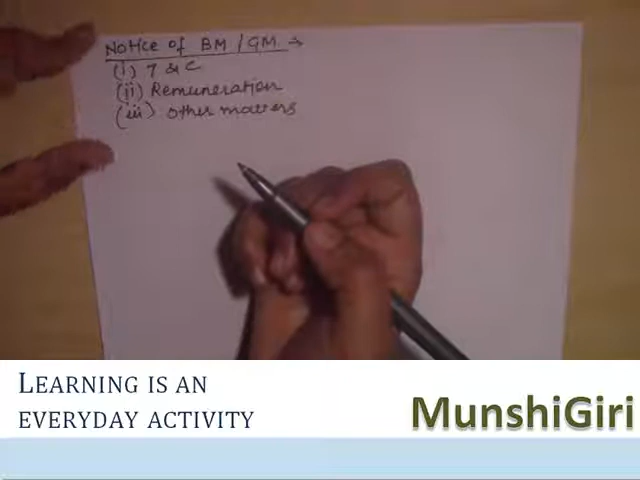 Notice of BM / GM →
(i) T & C
(ii) Remuneration
(iii) other matters
LEARNING IS AN
EVERYDAY ACTIVITY
MunshiGiri